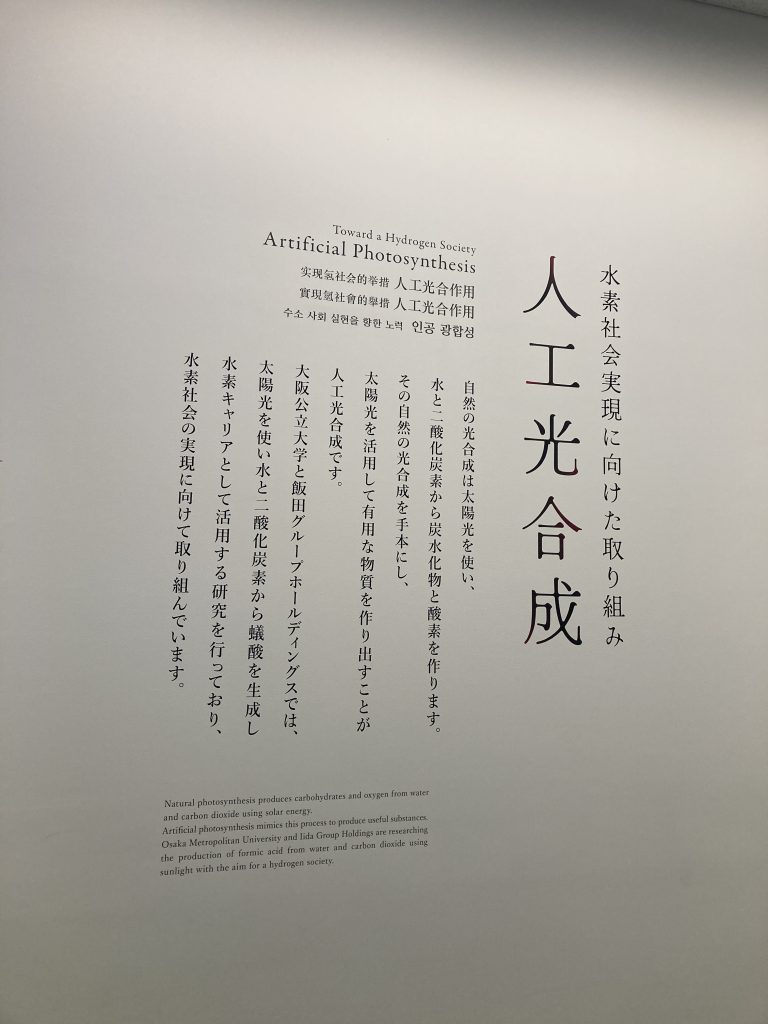 水素社会実現に向けた取り組み
人工光合成
Toward a Hydrogen Society
Artificial Photosynthesis
实现氢社会的举措 人工光合作用
實現氫社會的舉措 人工光合作用
수소 사회 실현을 향한 노력 인공 광합성
自然の光合成は太陽光を使い、
水と二酸化炭素から炭水化物と酸素を作ります。
その自然の光合成を手本にし、
太陽光を活用して有用な物質を作り出すことが
人工光合成です。
大阪公立大学と飯田グループホールディングスでは、
太陽光を使い水と二酸化炭素から蟻酸を生成し
水素キャリアとして活用する研究を行っており、
水素社会の実現に向けて取り組んでいます。
Natural photosynthesis produces carbohydrates and oxygen from water
and carbon dioxide using solar energy.
Artificial photosynthesis mimics this process to produce useful substances.
Osaka Metropolitan University and Iida Group Holdings are researching
the production of formic acid from water and carbon dioxide using
sunlight with the aim for a hydrogen society.